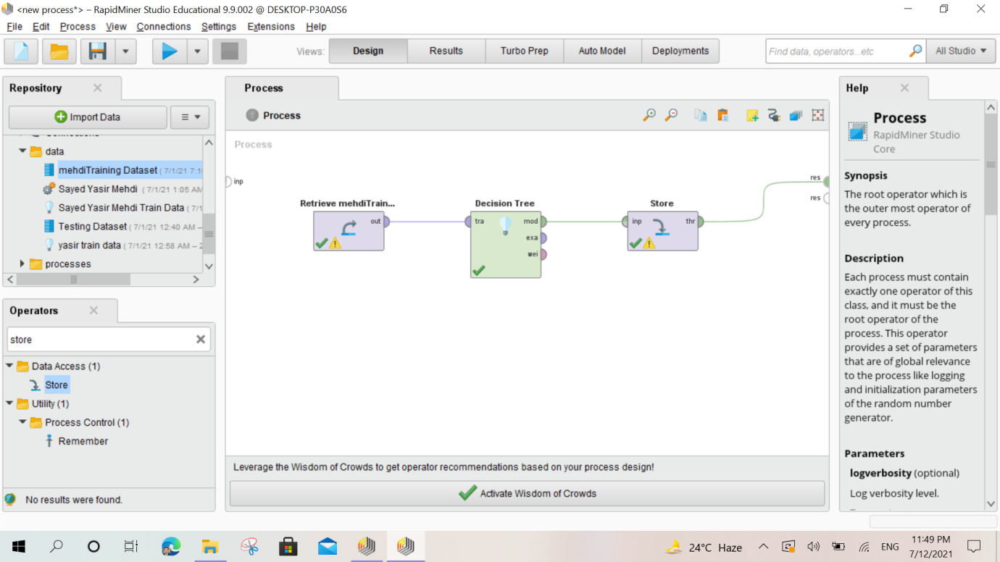 <new process*> – RapidMiner Studio Educational 9.9.002 @ DESKTOP-P30A0S6
File Edit Process View Connections Settings Extensions Help
Views: Design Results Turbo Prep Auto Model Deployments
Find data, operators...etc
All Studio
Repository
Import Data
Connections
data
mehdiTraining Dataset ( 7/1/21 7:1
Sayed Yasir Mehdi ( 7/1/21 1:05 AM
Sayed Yasir Mehdi Train Data ( 7/1
Testing Dataset ( 7/1/21 12:40 AM –
yasir train data ( 7/1/21 12:58 AM – 2
processes
Operators
store
Data Access (1)
Store
Utility (1)
Process Control (1)
Remember
No results were found.
Process
Process
Process
inp
res
res
Retrieve mehdiTrain...
out
Decision Tree
tra mod
exa
wei
Store
inp thr
Leverage the Wisdom of Crowds to get operator recommendations based on your process design!
Activate Wisdom of Crowds
Help
Process
RapidMiner Studio
Core
Synopsis
The root operator which is
the outer most operator of
every process.
Description
Each process must contain
exactly one operator of this
class, and it must be the
root operator of the
process. This operator
provides a set of parameters
that are of global relevance
to the process like logging
and initialization parameters
of the random number
generator.
Parameters
logverbosity (optional)
Log verbosity level.
24°C Haze
ENG
11:49 PM
7/12/2021